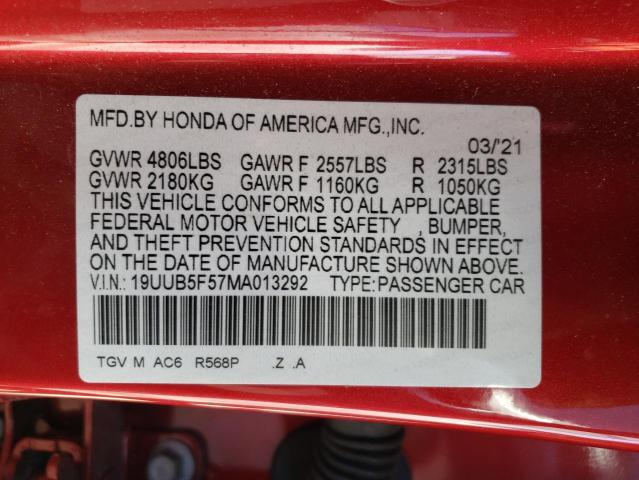 MFD.BY HONDA OF AMERICA MFG.,INC.
03/'21
GVWR 4806LBS GAWR F 2557LBS R 2315LBS
GVWR 2180KG GAWR F 1160KG R 1050KG
THIS VEHICLE CONFORMS TO ALL APPLICABLE
FEDERAL MOTOR VEHICLE SAFETY , BUMPER,
AND THEFT PREVENTION STANDARDS IN EFFECT
ON THE DATE OF MANUFACTURE SHOWN ABOVE.
V.I.N.: 19UUB5F57MA013292 TYPE:PASSENGER CAR
TGV M AC6 R568P .Z .A